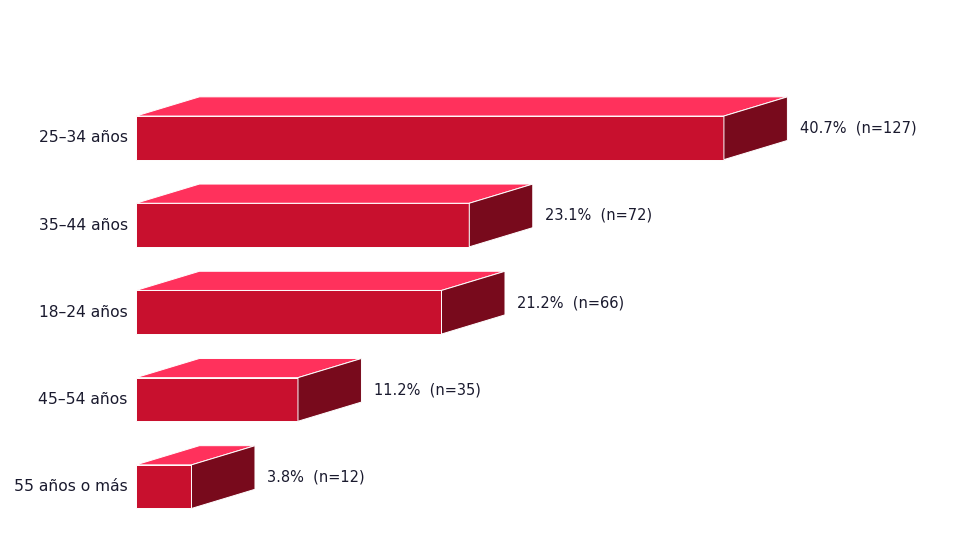 25–34 años 40.7% (n=127)
35–44 años 23.1% (n=72)
18–24 años 21.2% (n=66)
45–54 años 11.2% (n=35)
55 años o más 3.8% (n=12)